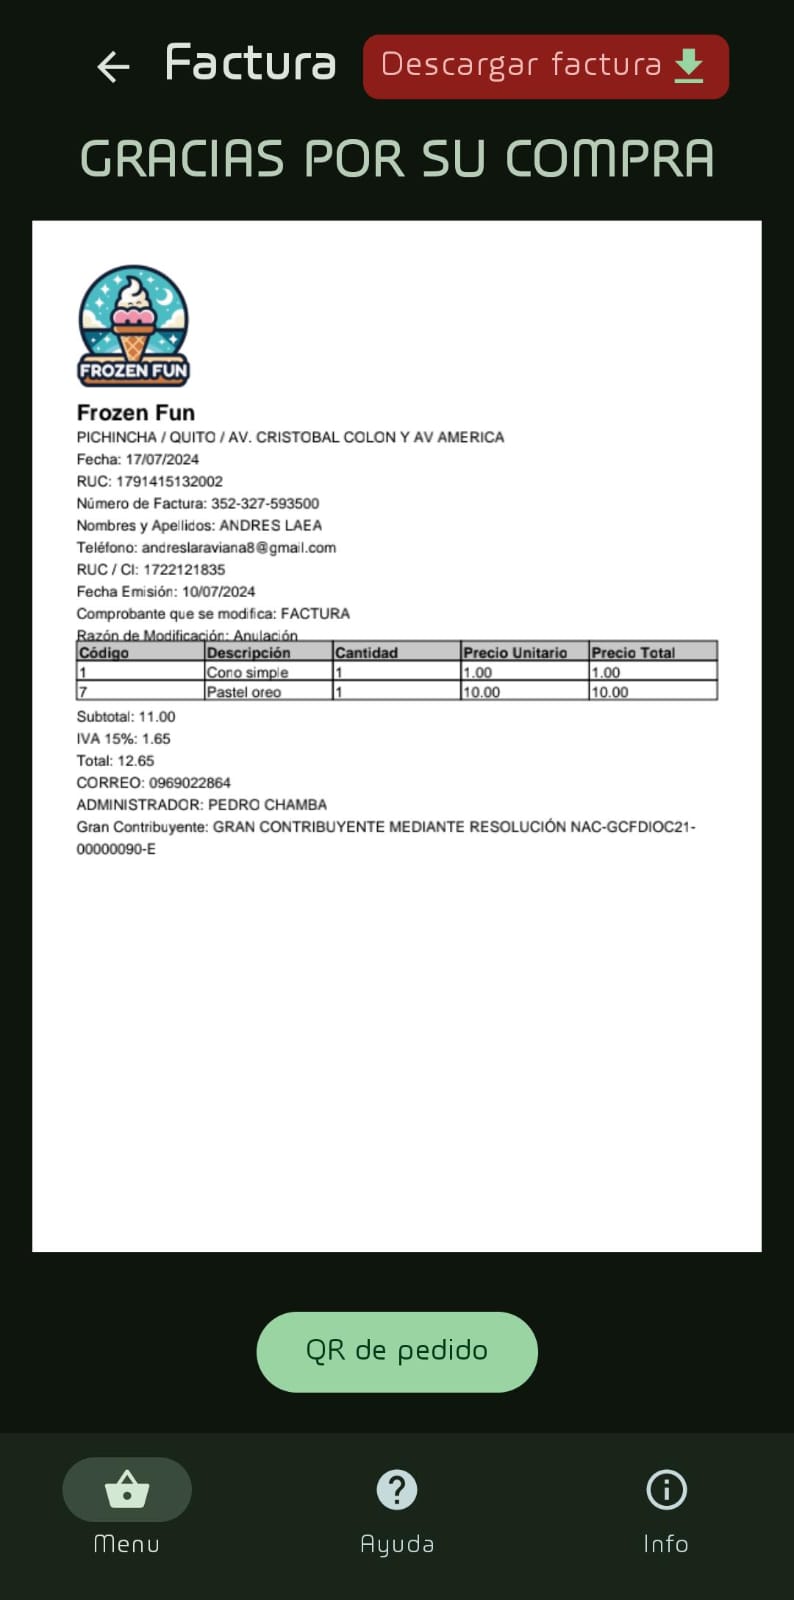 Factura
Descargar factura
GRACIAS POR SU COMPRA
FROZEN FUN
Frozen Fun
PICHINCHA / QUITO / AV. CRISTOBAL COLON Y AV AMERICA
Fecha: 17/07/2024
RUC: 1791415132002
Número de Factura: 352-327-593500
Nombres y Apellidos: ANDRES LAEA
Teléfono: andreslaraviana8@gmail.com
RUC / CI: 1722121835
Fecha Emisión: 10/07/2024
Comprobante que se modifica: FACTURA
Razón de Modificación: Anulación
Código Descripción Cantidad Precio Unitario Precio Total
1 Cono simple 1 1.00 1.00
7 Pastel oreo 1 10.00 10.00
Subtotal: 11.00
IVA 15%: 1.65
Total: 12.65
CORREO: 0969022864
ADMINISTRADOR: PEDRO CHAMBA
Gran Contribuyente: GRAN CONTRIBUYENTE MEDIANTE RESOLUCIÓN NAC-GCFDIOC21-
00000090-E
QR de pedido
Menu Ayuda Info